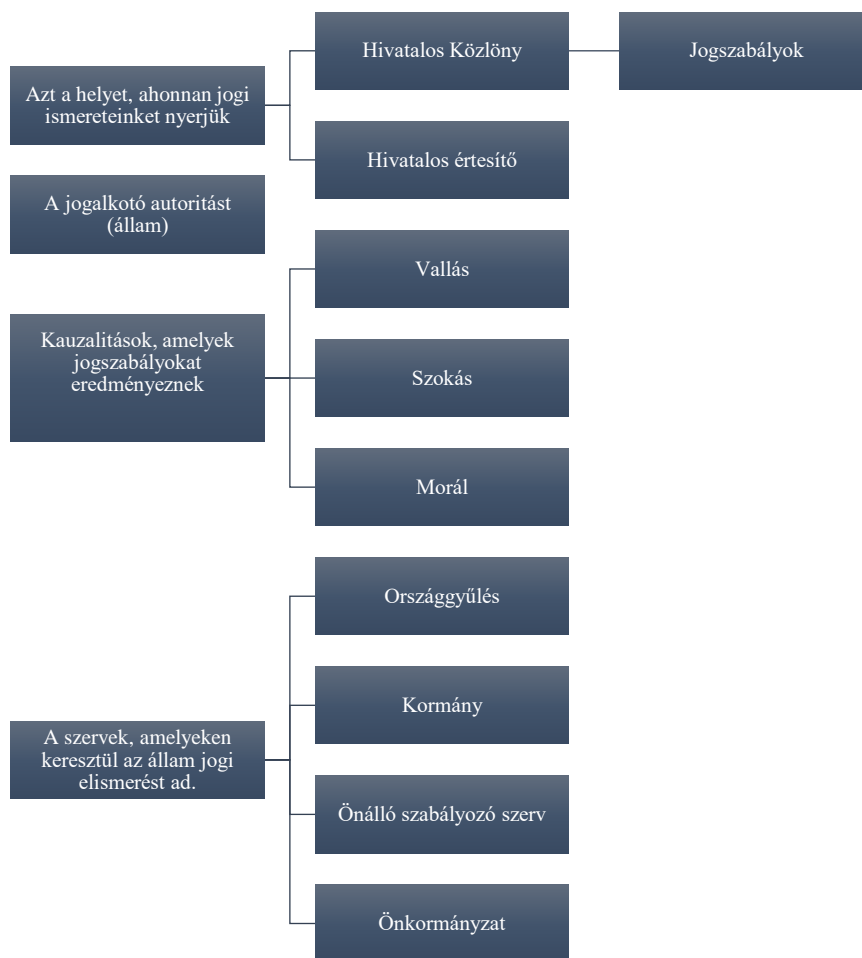 Azt a helyet, ahonnan jogi
ismereteinket nyerjük
Hivatalos Közlöny
Jogszabályok
Hivatalos értesítő
A jogalkotó autoritást
(állam)
Kauzalitások, amelyek
jogszabályokat
eredményeznek
Vallás
Szokás
Morál
A szervek, amelyeken
keresztül az állam jogi
elismerést ad.
Országgyűlés
Kormány
Önálló szabályozó szerv
Önkormányzat